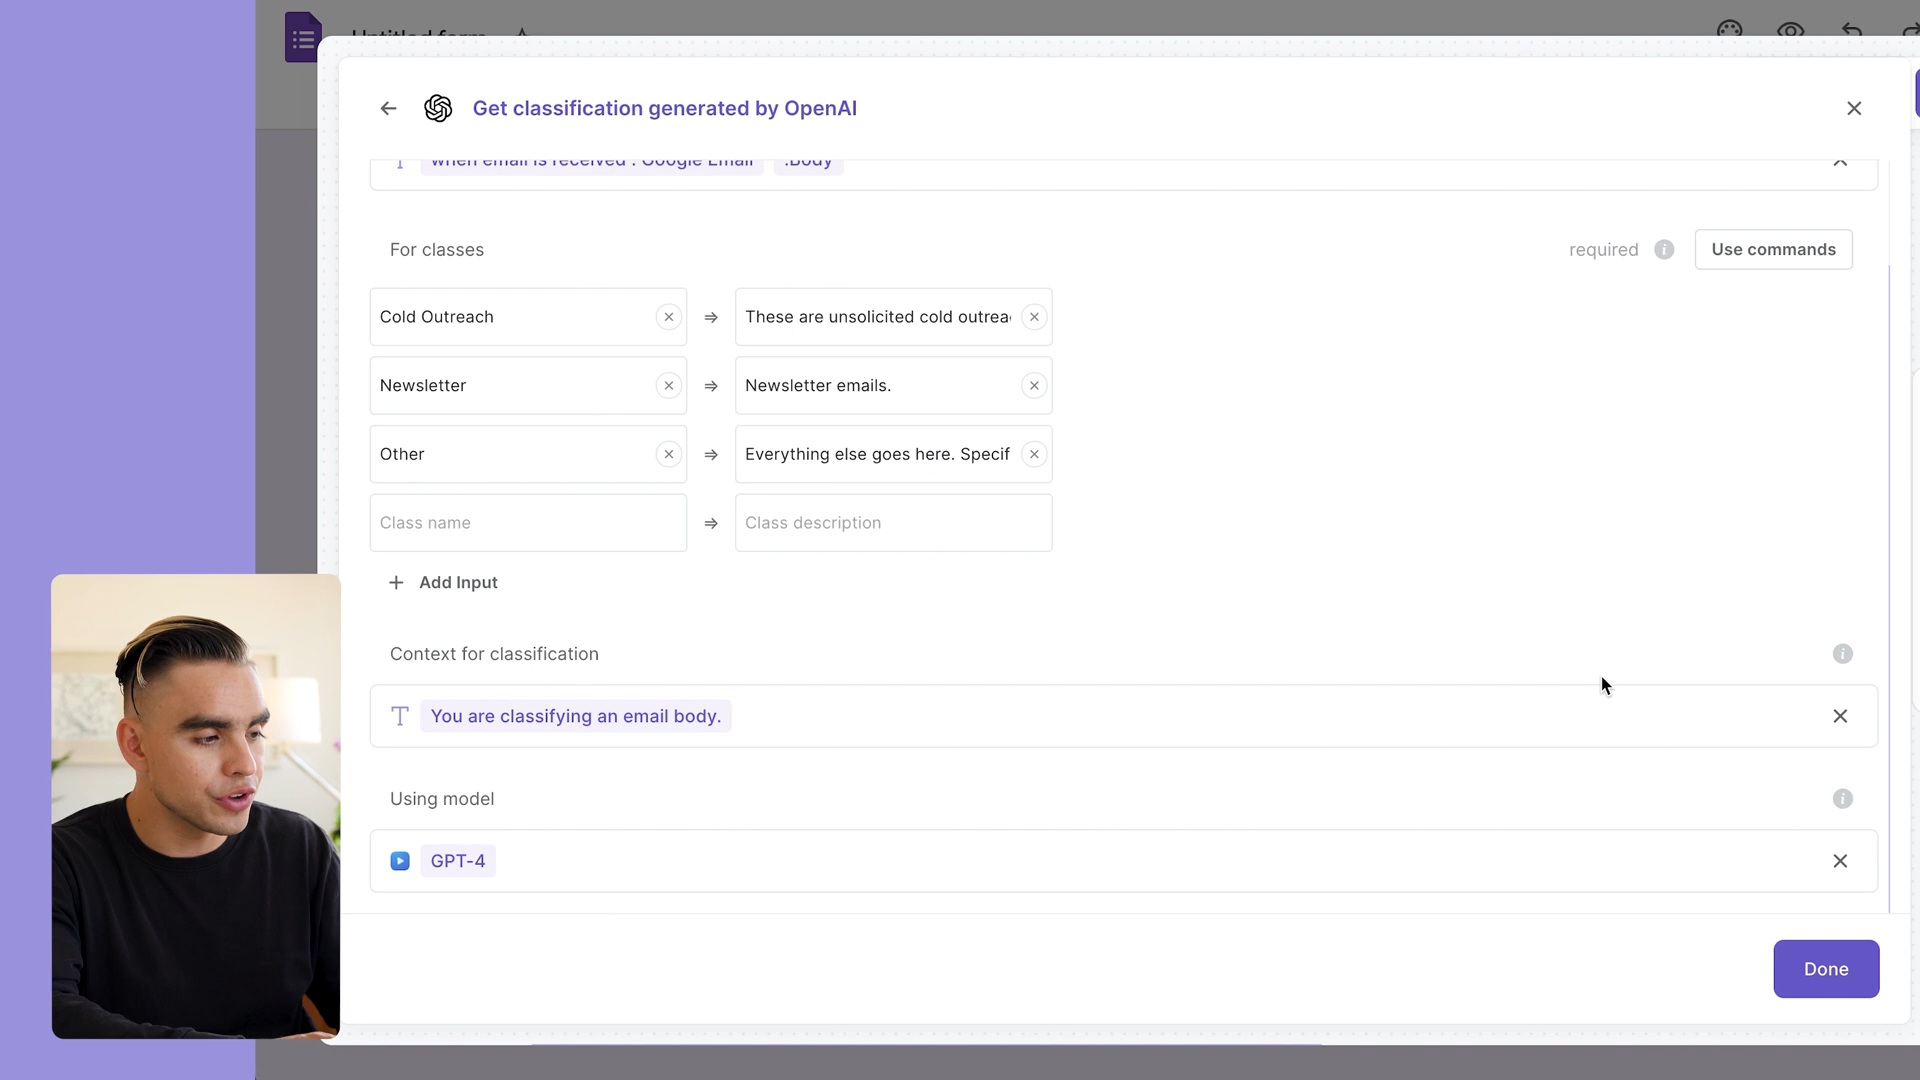 Untitled form
Get classification generated by OpenAI
when email is received : Google Email .Body
For classes required Use commands
Cold Outreach ⇒ These are unsolicited cold outrea
Newsletter ⇒ Newsletter emails.
Other ⇒ Everything else goes here. Specif
Class name ⇒ Class description
+ Add Input
Context for classification
You are classifying an email body.
Using model
GPT-4
Done